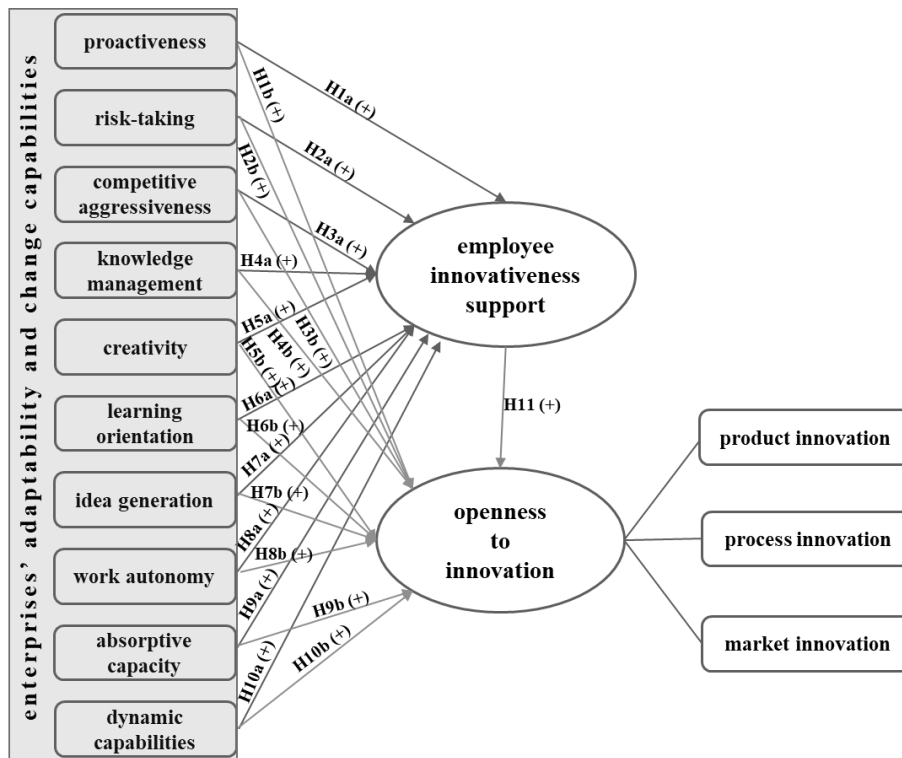 enterprises' adaptability and change capabilities
proactiveness
risk-taking
competitive
aggressiveness
knowledge
management
creativity
learning
orientation
idea generation
work autonomy
absorptive
capacity
dynamic
capabilities
H1a (+)
H1b (+)
H2a (+)
H2b (+)
H3a (+)
H4a (+)
H5a (+)
H3b (+)
H4b (+)
H5b (+)
H6a (+)
H6b (+)
H7a (+)
H7b (+)
H8a (+)
H8b (+)
H9a (+)
H9b (+)
H10a (+)
H10b (+)
employee
innovativeness
support
H11 (+)
openness
to
innovation
product innovation
process innovation
market innovation